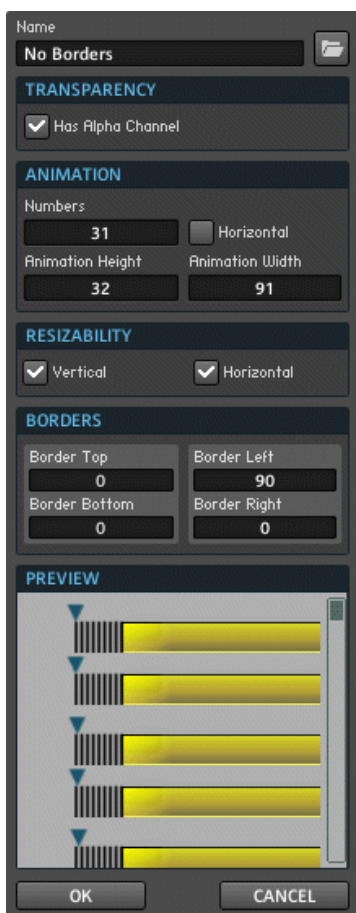 Name
No Borders
TRANSPARENCY
Has Alpha Channel
ANIMATION
Numbers
31 Horizontal
Animation Height Animation Width
32 91
RESIZABILITY
Vertical Horizontal
BORDERS
Border Top Border Left
0 90
Border Bottom Border Right
0 0
PREVIEW
OK CANCEL